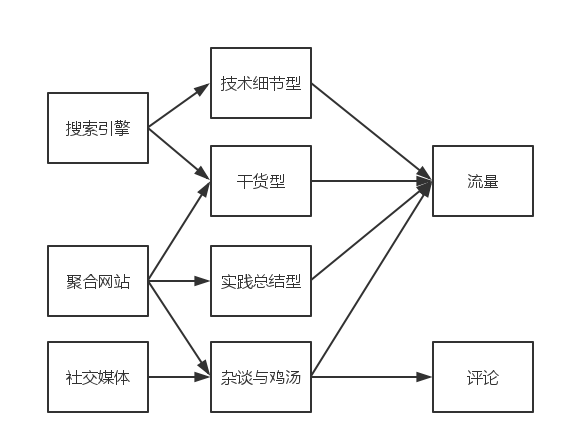 技术细节型
搜索引擎
干货型
流量
聚合网站
实践总结型
社交媒体
杂谈与鸡汤
评论